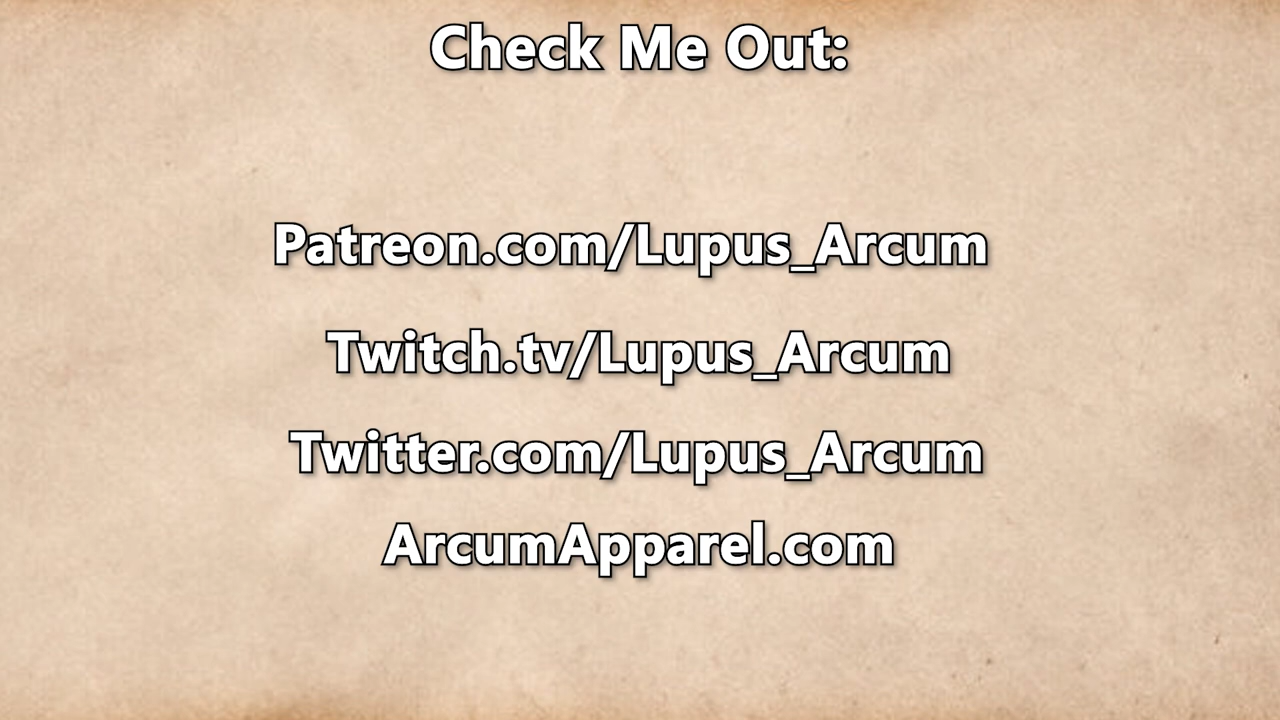 Check Me Out:
Patreon.com/Lupus_Arcum
Twitch.tv/Lupus_Arcum
Twitter.com/Lupus_Arcum
ArcumApparel.com